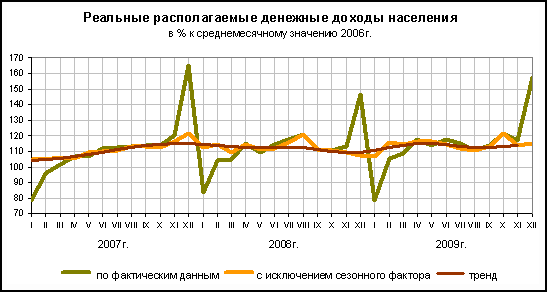 Реальные располагаемые денежные доходы населения
в % к среднемесячному значению 2006г.
170
160
150
140
130
120
110
100
90
80
70
I II III IV V VI VII VIII IX X XI XII I II III IV V VI VII VIII IX X XI XII I II III IV V VI VII VIII IX X XI XII
2007г. 2008г. 2009г.
по фактическим данным с исключением сезонного фактора тренд